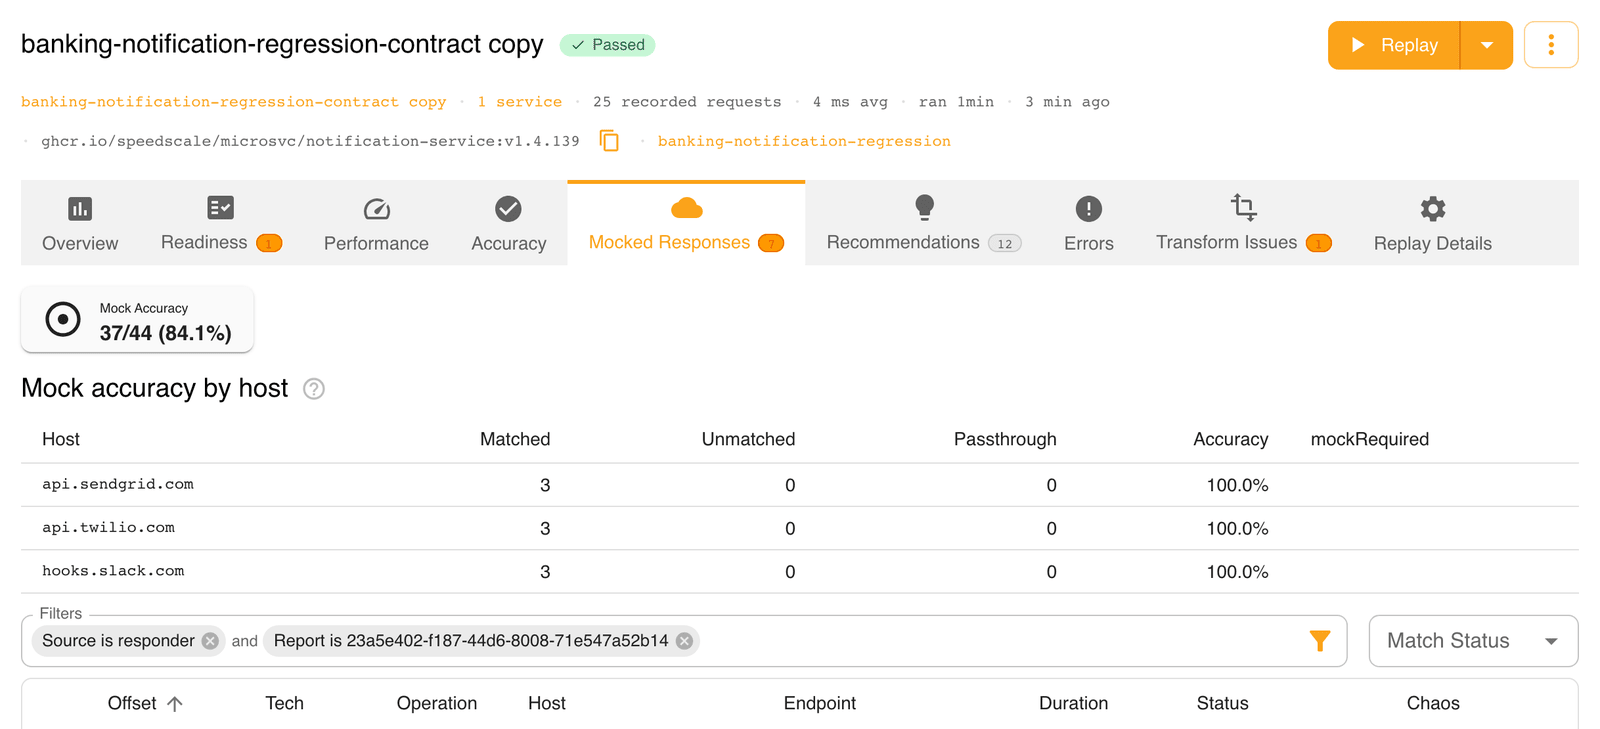 banking-notification-regression-contract copy Passed Replay
banking-notification-regression-contract copy · 1 service · 25 recorded requests · 4 ms avg · ran 1min · 3 min ago
· ghcr.io/speedscale/microsvc/notification-service:v1.4.139 · banking-notification-regression
Overview Readiness 1 Performance Accuracy Mocked Responses 7 Recommendations 12 Errors Transform Issues 1 Replay Details
Mock Accuracy
37/44 (84.1%)
Mock accuracy by host ?
Host Matched Unmatched Passthrough Accuracy mockRequired
api.sendgrid.com 3 0 0 100.0%
api.twilio.com 3 0 0 100.0%
hooks.slack.com 3 0 0 100.0%
Filters
Source is responder and Report is 23a5e402-f187-44d6-8008-71e547a52b14 Match Status
Offset Tech Operation Host Endpoint Duration Status Chaos